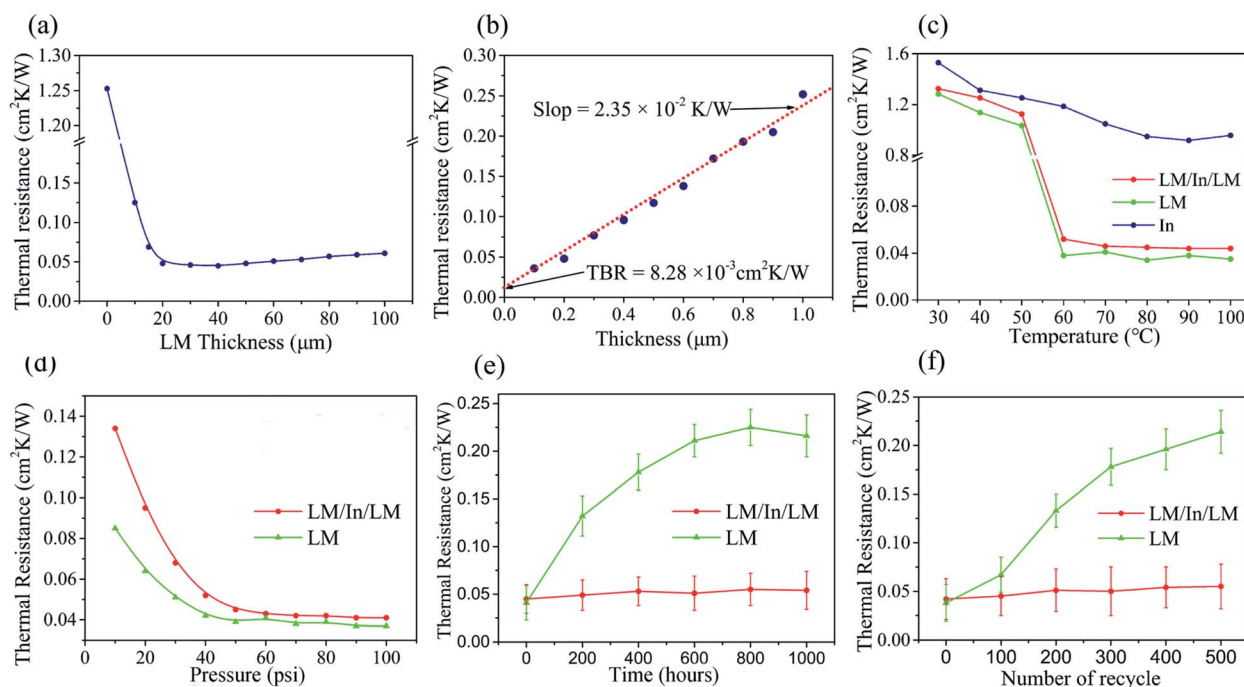 (a)
Thermal resistance (cm²K/W)
1.30
1.25
1.20
0.15
0.10
0.05
0.00
0 20 40 60 80 100
LM Thickness (μm)
(b)
Thermal resistance (cm²K/W)
0.30
0.25
0.20
0.15
0.10
0.05
0.00
Slop = 2.35 × 10⁻² K/W
TBR = 8.28 ×10⁻³cm²K/W
0.0 0.2 0.4 0.6 0.8 1.0
Thickness (μm)
(c)
Thermal Resistance (cm²K/W)
1.6
1.2
0.8
0.08
0.04
0.00
LM/In/LM
LM
In
30 40 50 60 70 80 90 100
Temperature (℃)
(d)
Thermal Resistance (cm²K/W)
0.14
0.12
0.10
0.08
0.06
0.04
LM/In/LM
LM
0 20 40 60 80 100
Pressure (psi)
(e)
Thermal Resistance (cm²K/W)
0.25
0.20
0.15
0.10
0.05
0.00
LM/In/LM
LM
0 200 400 600 800 1000
Time (hours)
(f)
Thermal Resistance (cm²K/W)
0.25
0.20
0.15
0.10
0.05
0.00
LM/In/LM
LM
0 100 200 300 400 500
Number of recycle